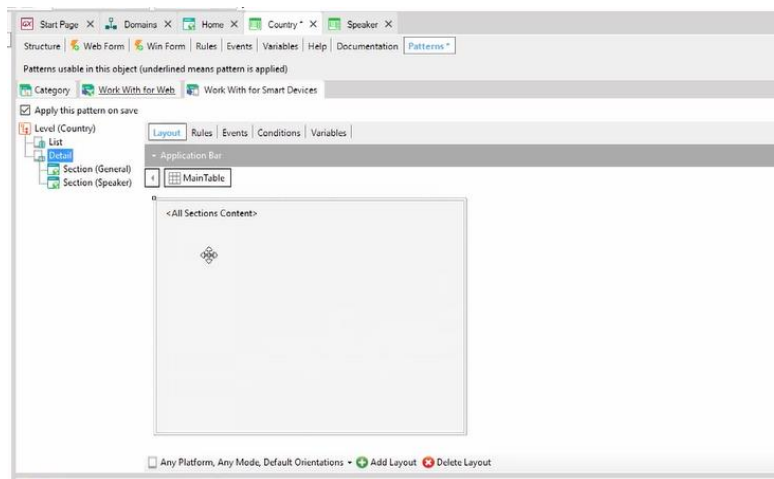 GX Start Page X Domains X Home X Country * X Speaker X
Structure Web Form Win Form Rules Events Variables Help Documentation Patterns *
Patterns usable in this object (underlined means pattern is applied)
Category Work With for Web Work With for Smart Devices
Apply this pattern on save
Level (Country)
List
Detail
Section (General)
Section (Speaker)
Layout Rules Events Conditions Variables
Application Bar
MainTable
<All Sections Content>
Any Platform, Any Mode, Default Orientations Add Layout Delete Layout